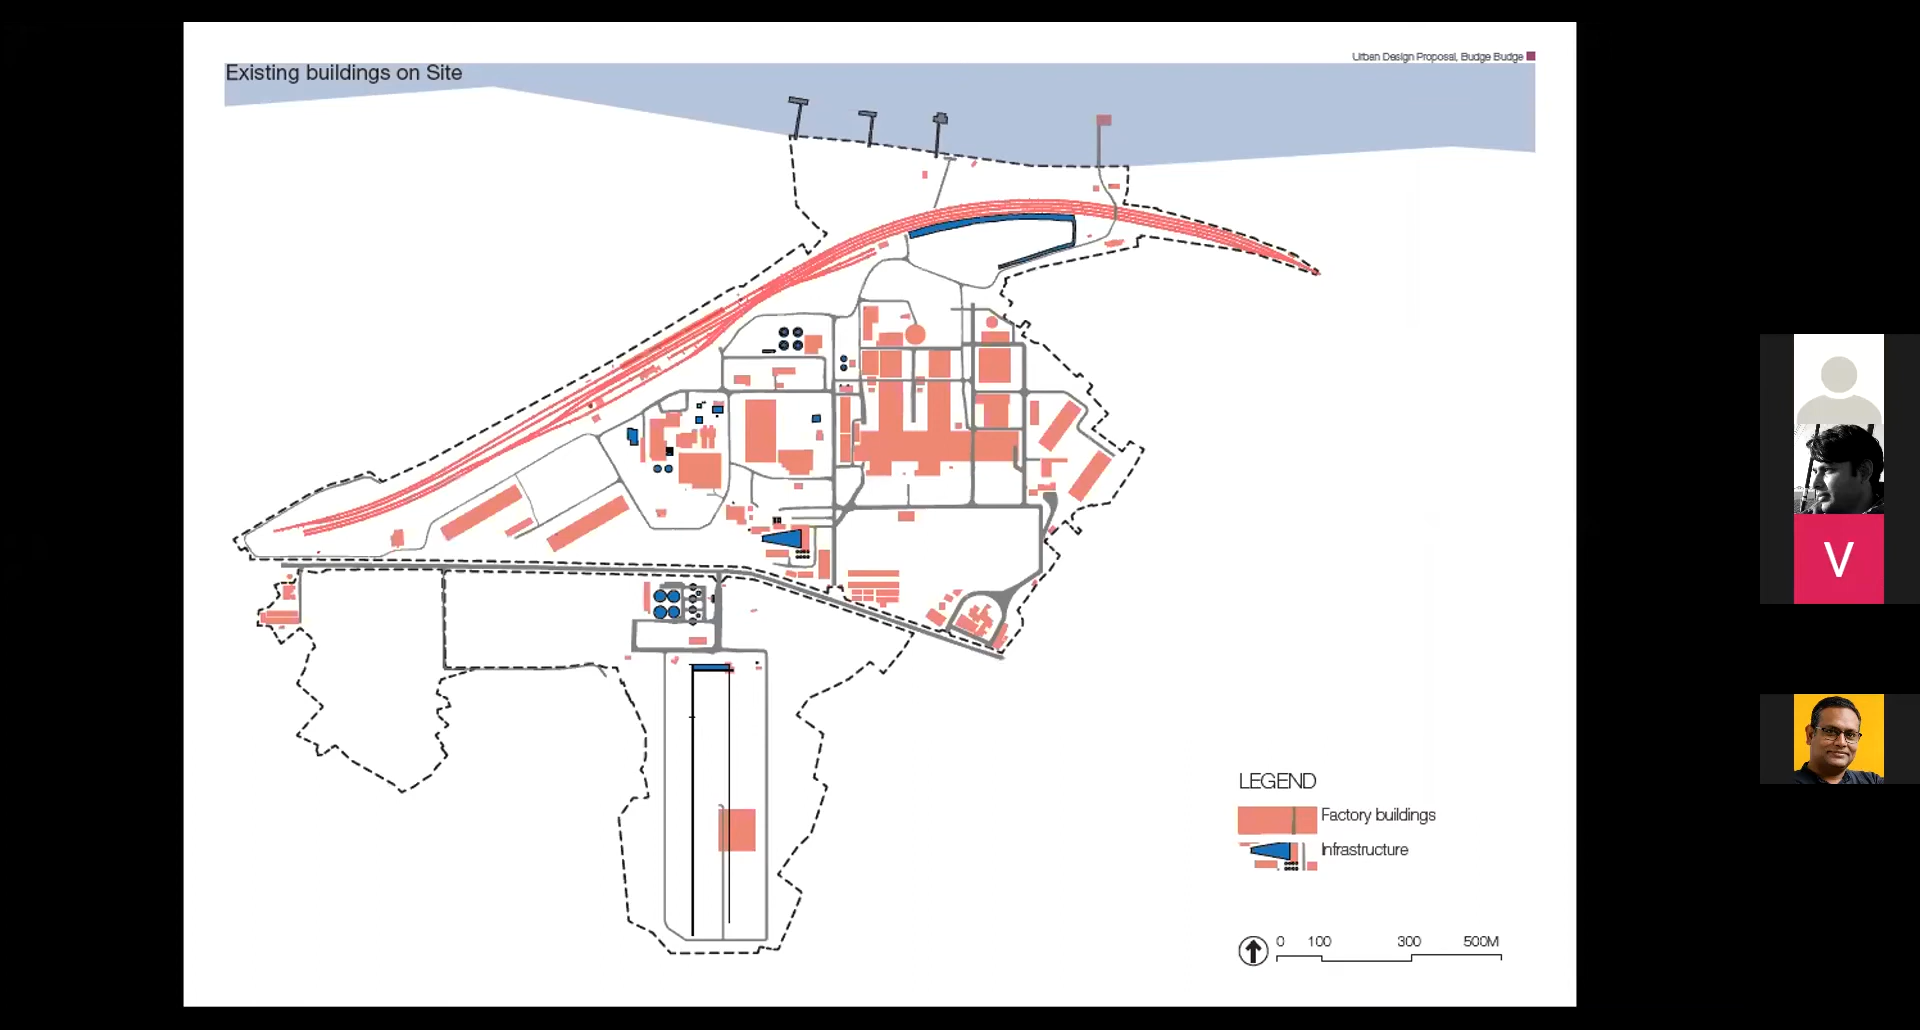 Urban Design Proposal, Budge Budge
Existing buildings on Site
V
LEGEND
Factory buildings
Infrastructure
0 100 300 500M